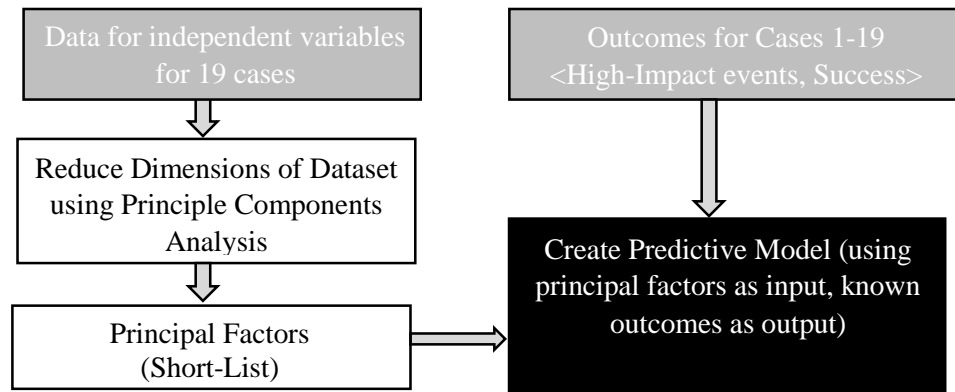 Data for independent variables
for 19 cases
Outcomes for Cases 1-19
<High-Impact events, Success>
Reduce Dimensions of Dataset
using Principle Components
Analysis
Create Predictive Model (using
principal factors as input, known
outcomes as output)
Principal Factors
(Short-List)